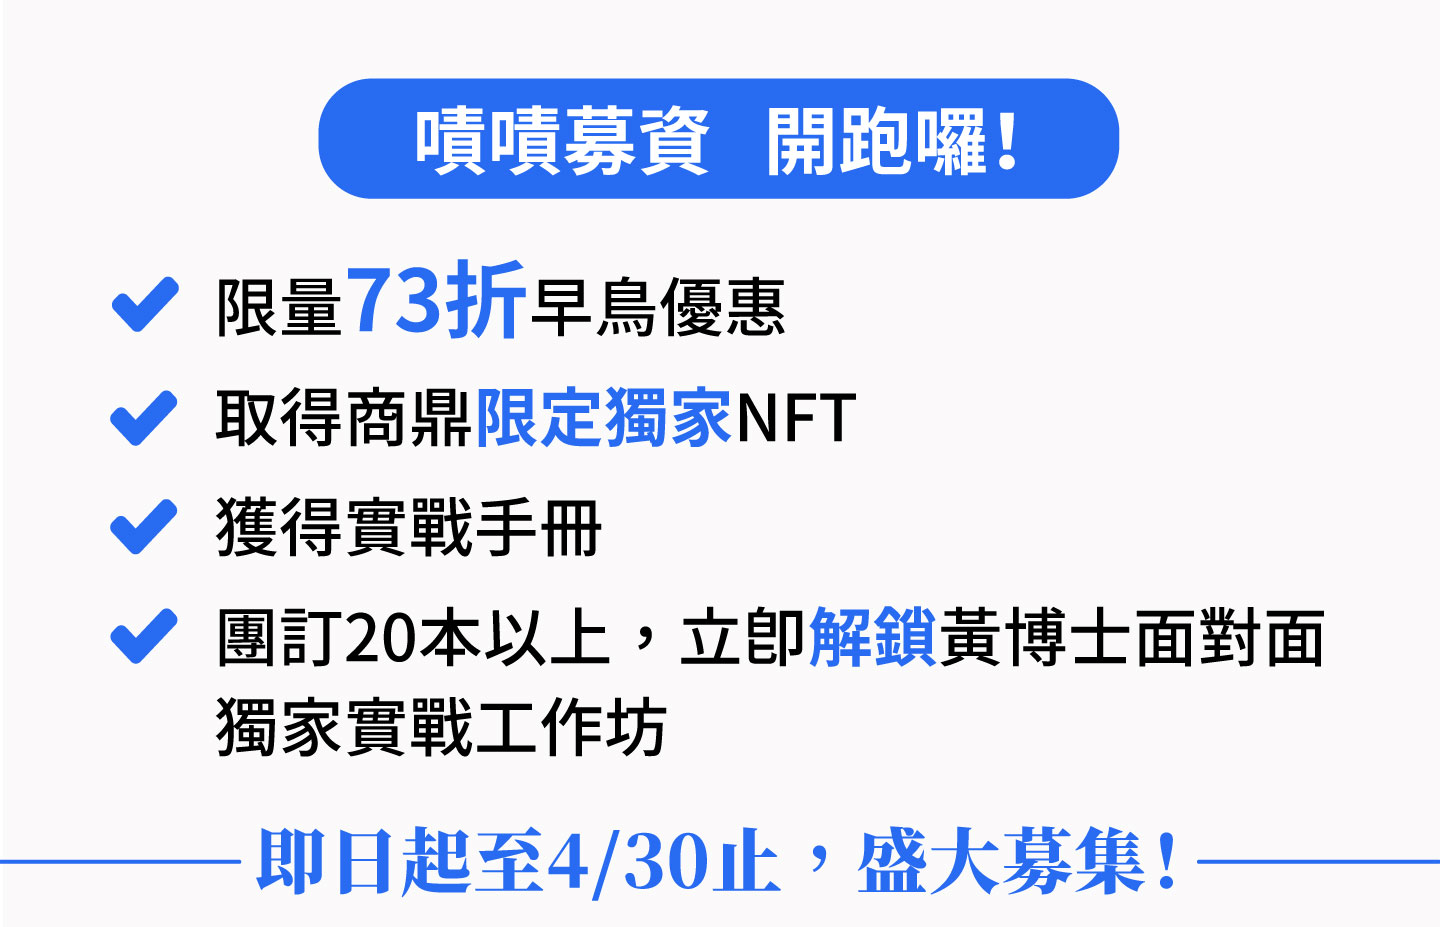 嘖嘖募資 開跑囉!
限量73折早鳥優惠
取得商鼎限定獨家NFT
獲得實戰手冊
團訂20本以上，立即解鎖黃博士面對面
獨家實戰工作坊
即日起至4/30止，盛大募集!